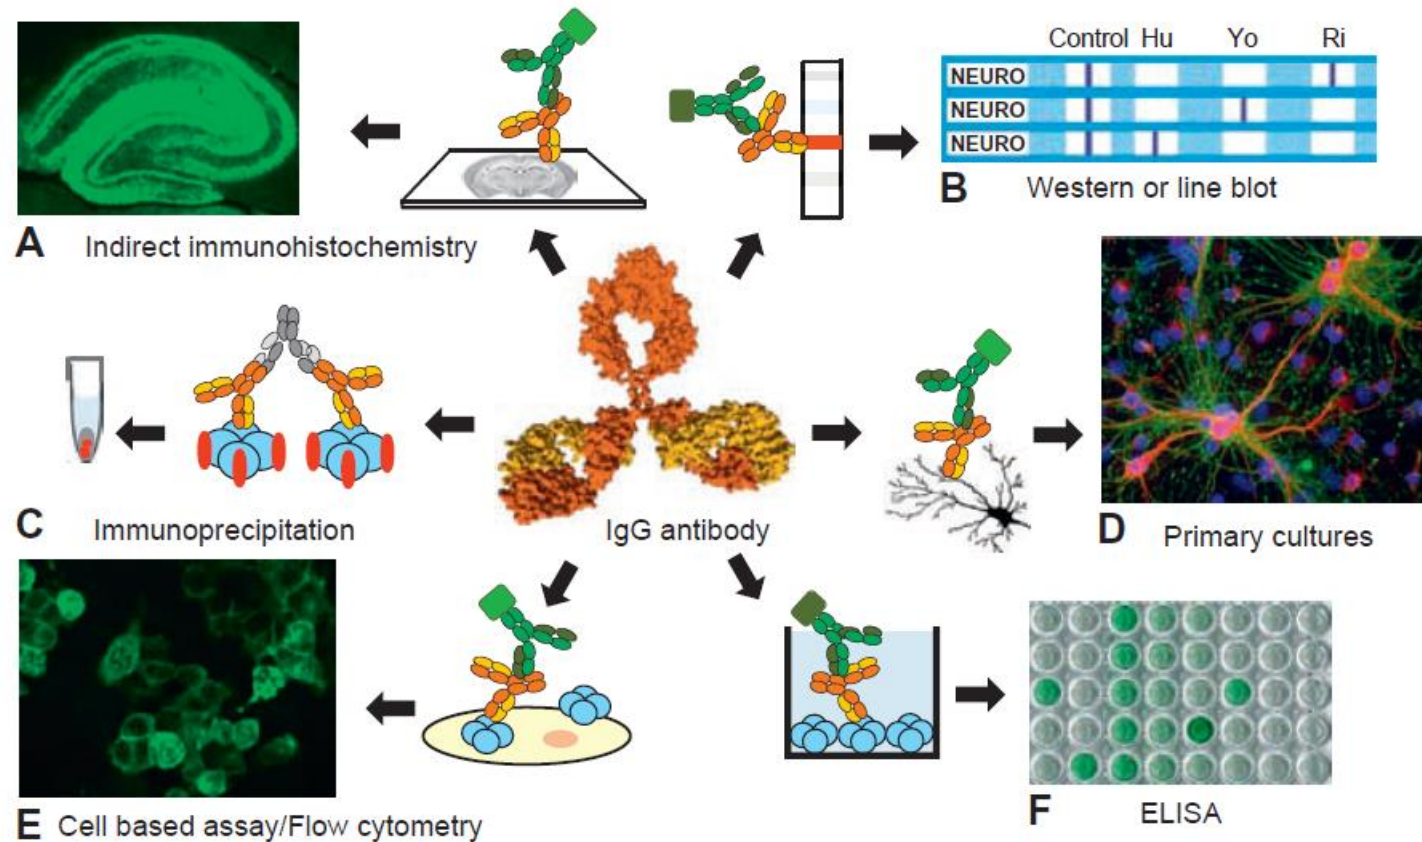 Control Hu Yo Ri
NEURO
NEURO
NEURO
B Western or line blot
A Indirect immunohistochemistry
C Immunoprecipitation
IgG antibody
D Primary cultures
E Cell based assay/Flow cytometry
F ELISA